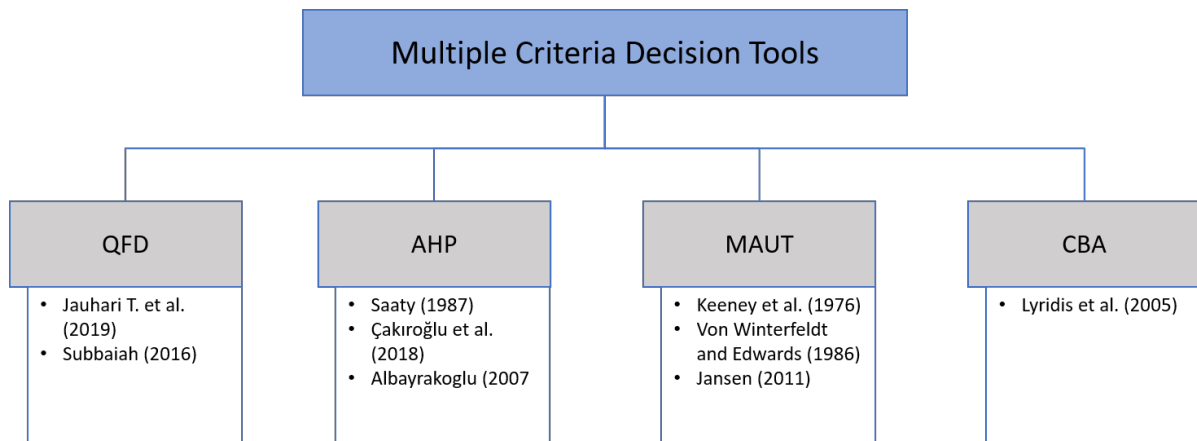 Multiple Criteria Decision Tools
QFD
• Jauhari T. et al.
(2019)
• Subbaiah (2016)
AHP
• Saaty (1987)
• Çakıroğlu et al.
(2018)
• Albayrakoglu (2007
MAUT
• Keeney et al. (1976)
• Von Winterfeldt
and Edwards (1986)
• Jansen (2011)
CBA
• Lyridis et al. (2005)